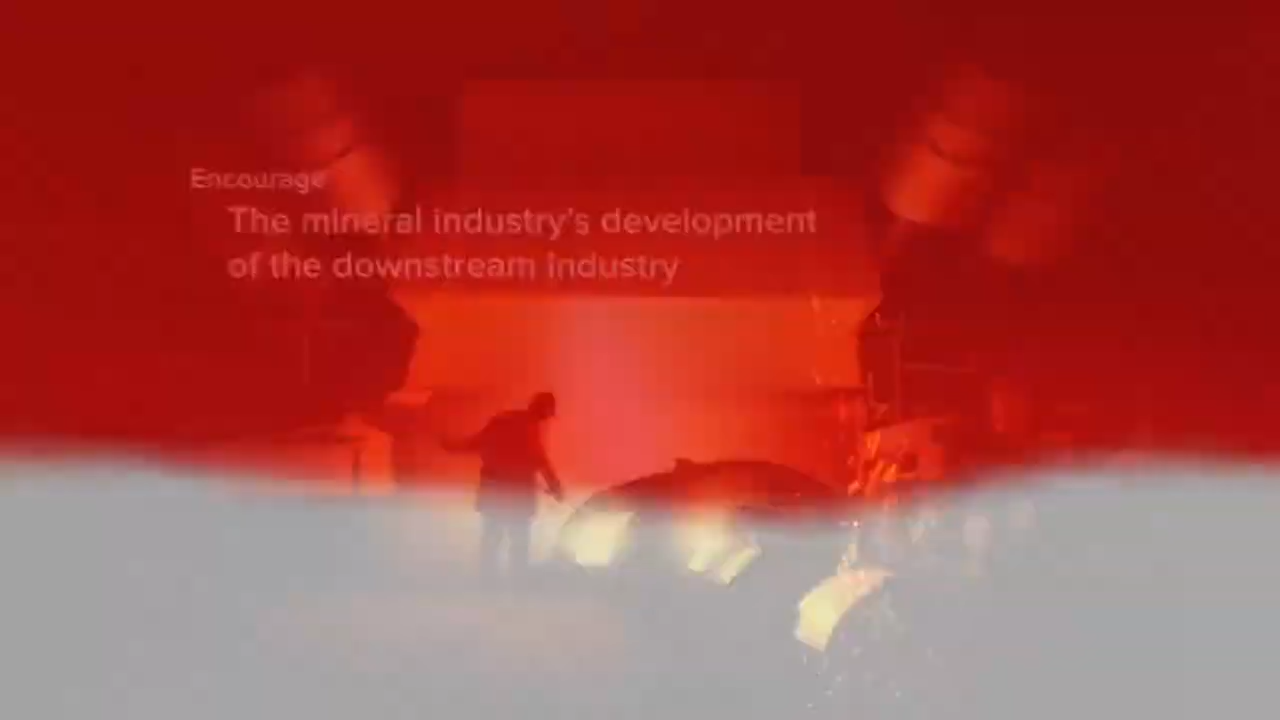 Encourage
The mineral industry's development
of the downstream industry